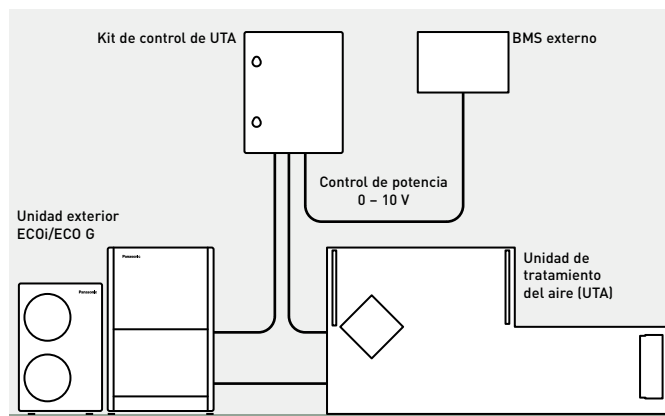 Kit de control de UTA
BMS externo
Control de potencia
0 – 10 V
Unidad exterior
ECOi/ECO G
Panasonic
Panasonic
Unidad de
tratamiento
del aire (UTA)